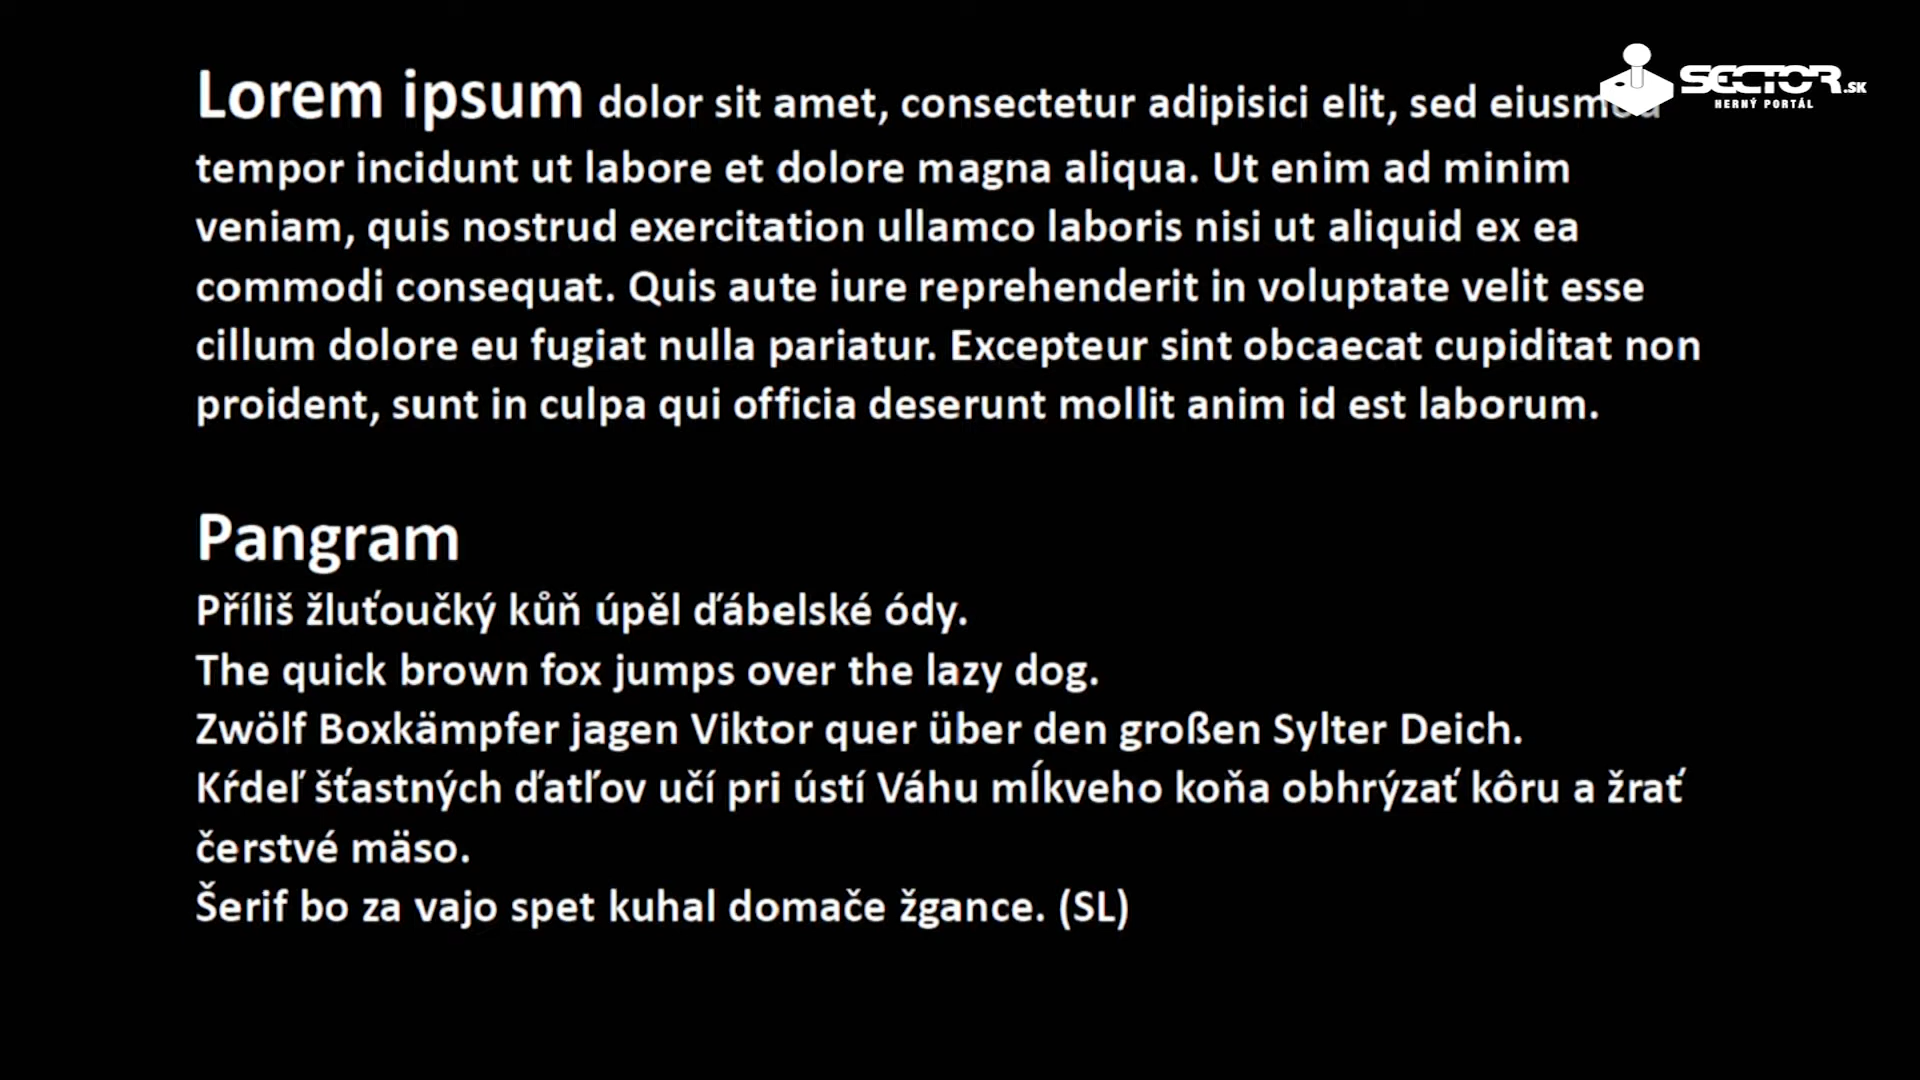 Lorem ipsum dolor sit amet, consectetur adipisici elit, sed eiusmod
tempor incidunt ut labore et dolore magna aliqua. Ut enim ad minim
veniam, quis nostrud exercitation ullamco laboris nisi ut aliquid ex ea
commodi consequat. Quis aute iure reprehenderit in voluptate velit esse
cillum dolore eu fugiat nulla pariatur. Excepteur sint obcaecat cupiditat non
proident, sunt in culpa qui officia deserunt mollit anim id est laborum.
Pangram
Příliš žluťoučký kůň úpěl ďábelské ódy.
The quick brown fox jumps over the lazy dog.
Zwölf Boxkämpfer jagen Viktor quer über den großen Sylter Deich.
Kŕdeľ šťastných ďatľov učí pri ústí Váhu mĺkveho koňa obhrýzať kôru a žrať
čerstvé mäso.
Šerif bo za vajo spet kuhal domače žgance. (SL)
SECTOR.SK
HERNÝ PORTÁL